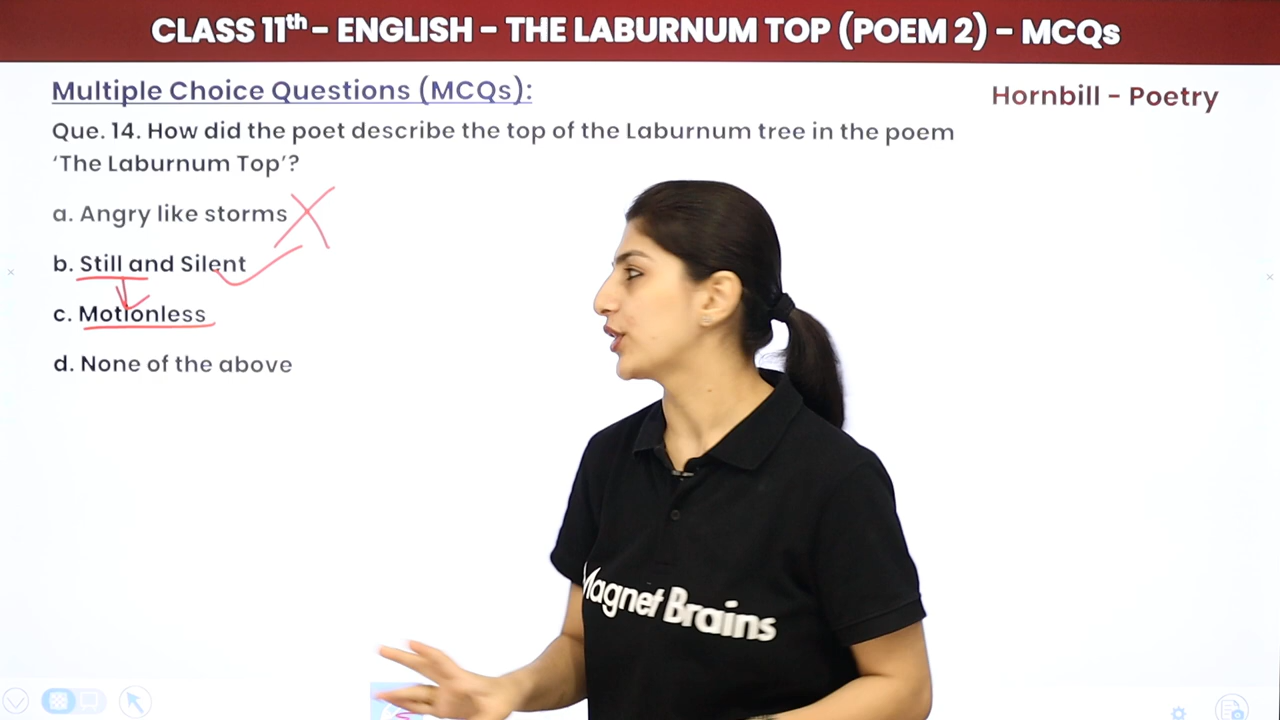 CLASS 11th – ENGLISH – THE LABURNUM TOP (POEM 2) – MCQs
Multiple Choice Questions (MCQs):
Hornbill – Poetry
Que. 14. How did the poet describe the top of the Laburnum tree in the poem
‘The Laburnum Top’?
a. Angry like storms
b. Still and Silent
c. Motionless
d. None of the above
Magnet Brains